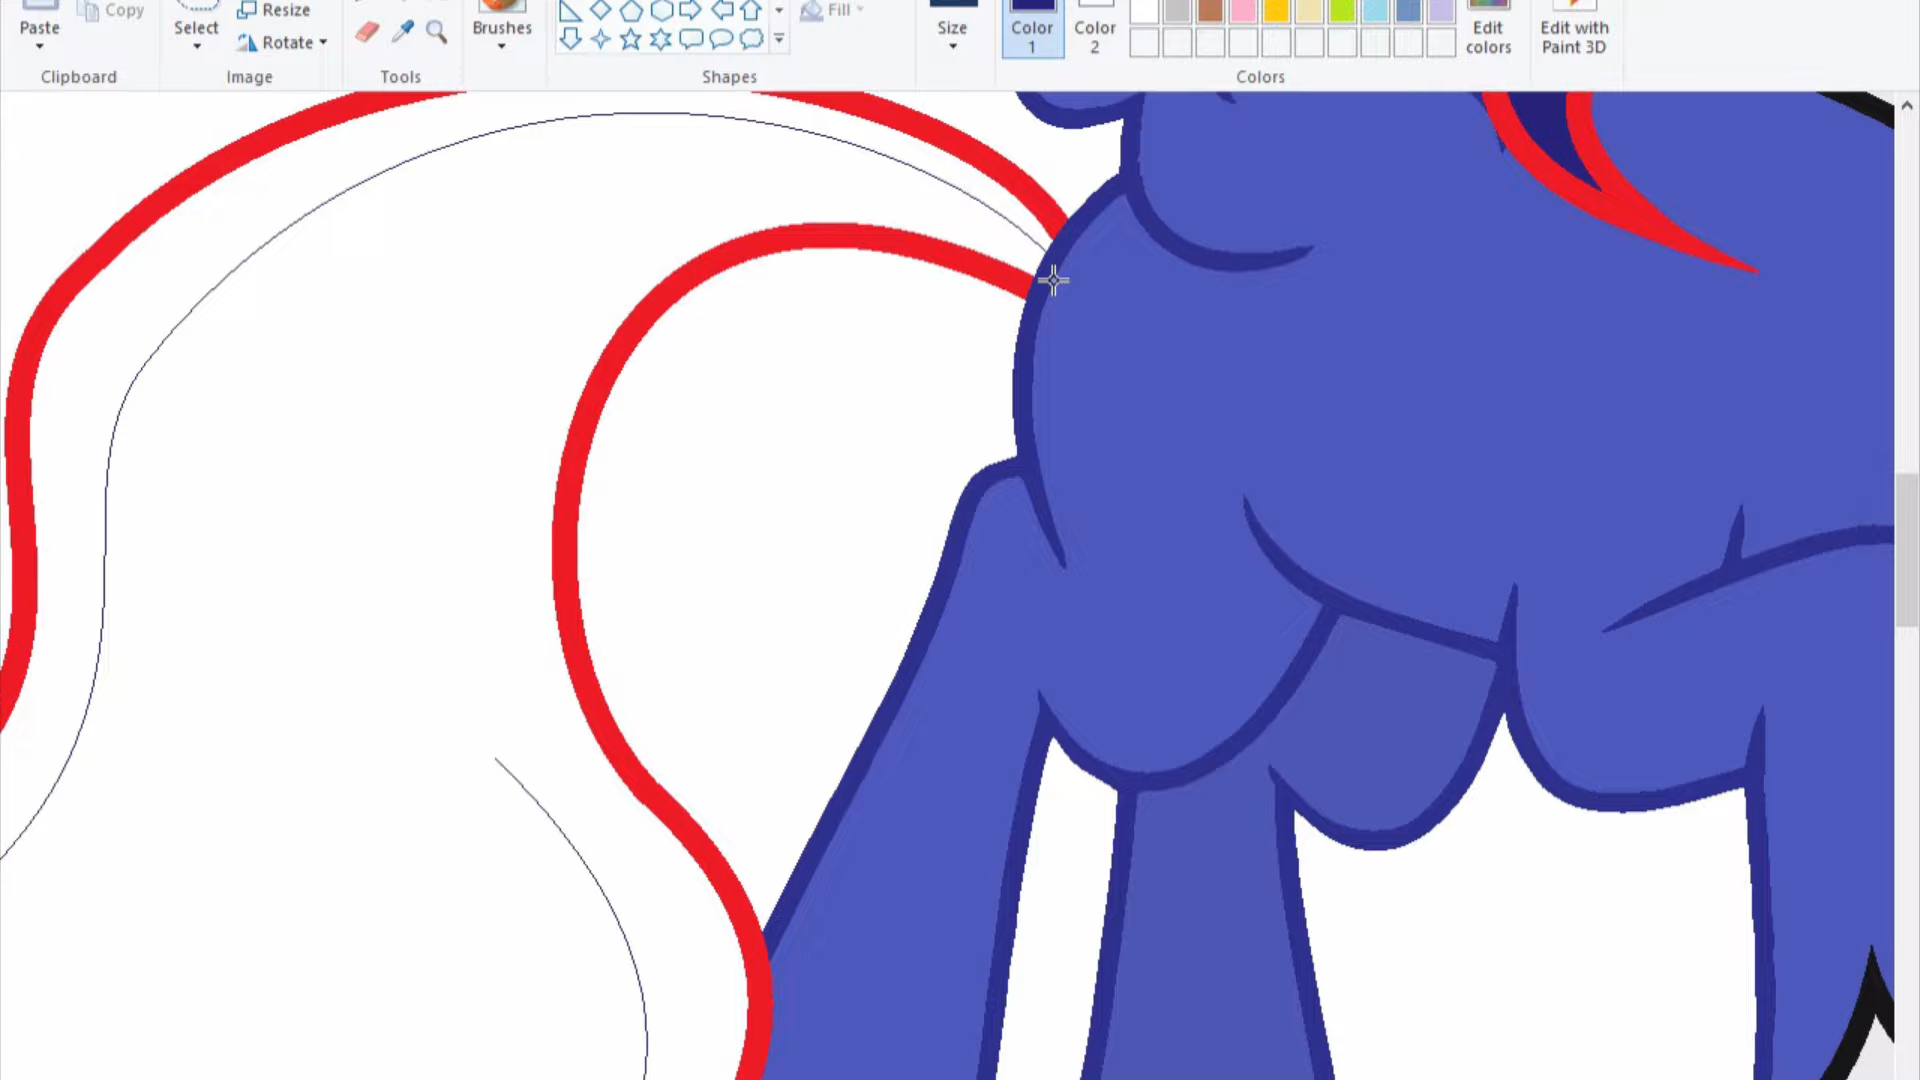 Paste
Copy
Select
Resize
Rotate
Brushes
Fill
Size
Color
1
Color
2
Edit
colors
Edit with
Paint 3D
Clipboard
Image
Tools
Shapes
Colors